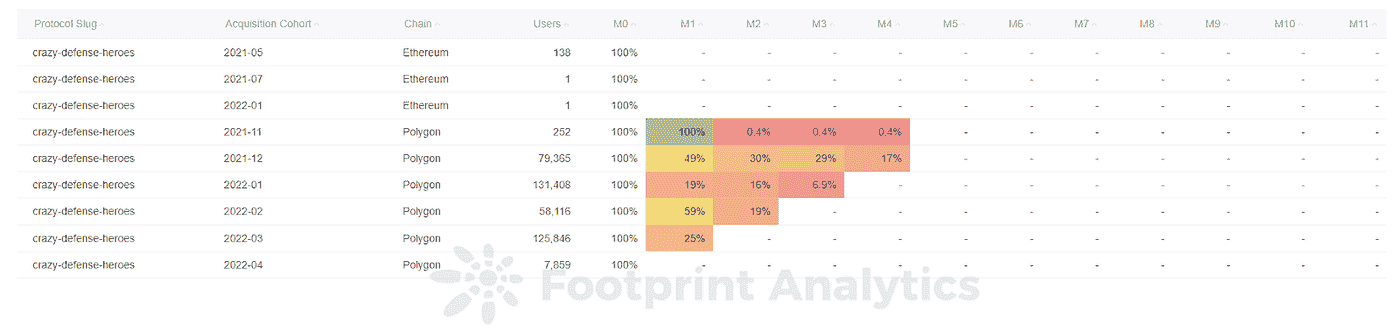 Protocol Slug Acquisition Cohort Chain Users M0 M1 M2 M3 M4 M5 M6 M7 M8 M9 M10 M11
crazy-defense-heroes 2021-05 Ethereum 138 100% - - - - - - - - - - -
crazy-defense-heroes 2021-07 Ethereum 1 100% - - - - - - - - - - -
crazy-defense-heroes 2022-01 Ethereum 1 100% - - - - - - - - - - -
crazy-defense-heroes 2021-11 Polygon 252 100% 100% 0.4% 0.4% 0.4% - - - - - - -
crazy-defense-heroes 2021-12 Polygon 79,365 100% 49% 30% 29% 17% - - - - - - -
crazy-defense-heroes 2022-01 Polygon 131,408 100% 19% 16% 6.9% - - - - - - - -
crazy-defense-heroes 2022-02 Polygon 58,116 100% 59% 19% - - - - - - - - -
crazy-defense-heroes 2022-03 Polygon 125,846 100% 25% - - - - - - - - - -
crazy-defense-heroes 2022-04 Polygon 7,859 100% - - - - - - - - - - -
Footprint Analytics